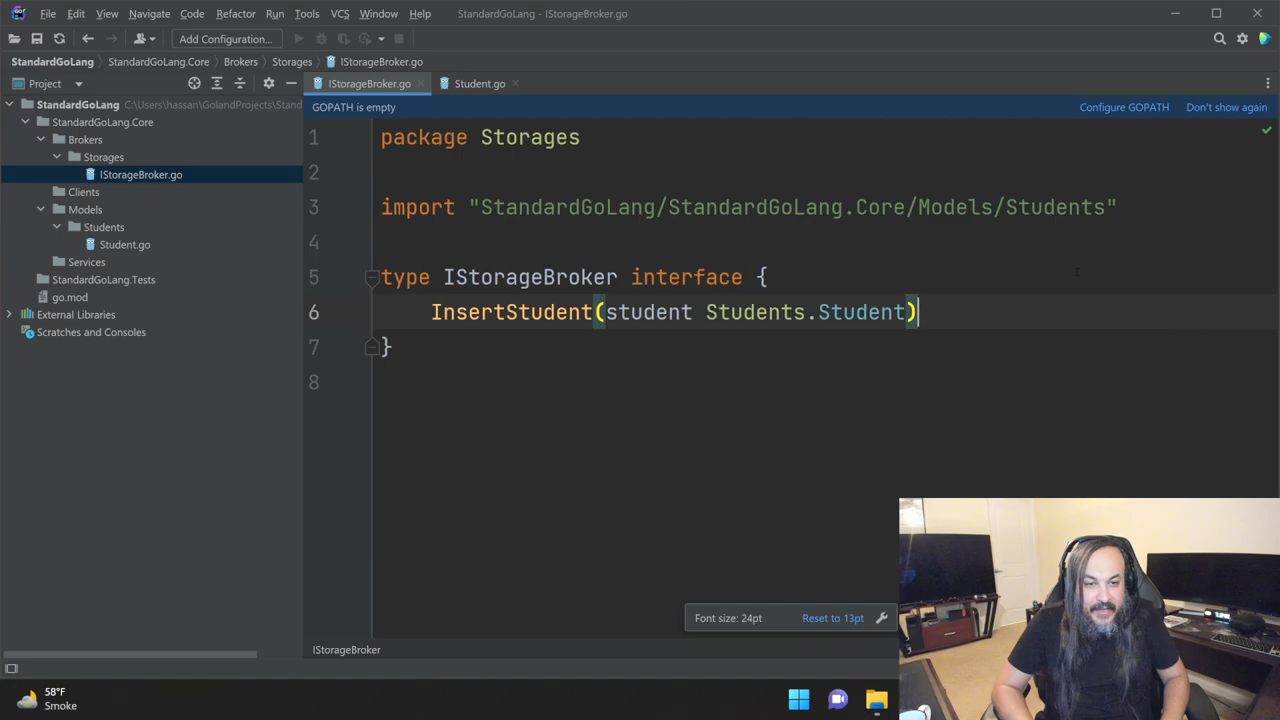 File Edit View Navigate Code Refactor Run Tools VCS Window Help StandardGoLang - IStorageBroker.go
Add Configuration...
StandardGoLang StandardGoLang.Core Brokers Storages IStorageBroker.go
Project
IStorageBroker.go Student.go
GOPATH is empty Configure GOPATH Don't show again
StandardGoLang C:\Users\hassan\GolandProjects\Stand
StandardGoLang.Core
Brokers
Storages
IStorageBroker.go
Clients
Models
Students
Student.go
Services
StandardGoLang.Tests
go.mod
External Libraries
Scratches and Consoles
1 package Storages
2
3 import "StandardGoLang/StandardGoLang.Core/Models/Students"
4
5 type IStorageBroker interface {
6 InsertStudent(student Students.Student)
7 }
8
Font size: 24pt Reset to 13pt
IStorageBroker
58°F
Smoke